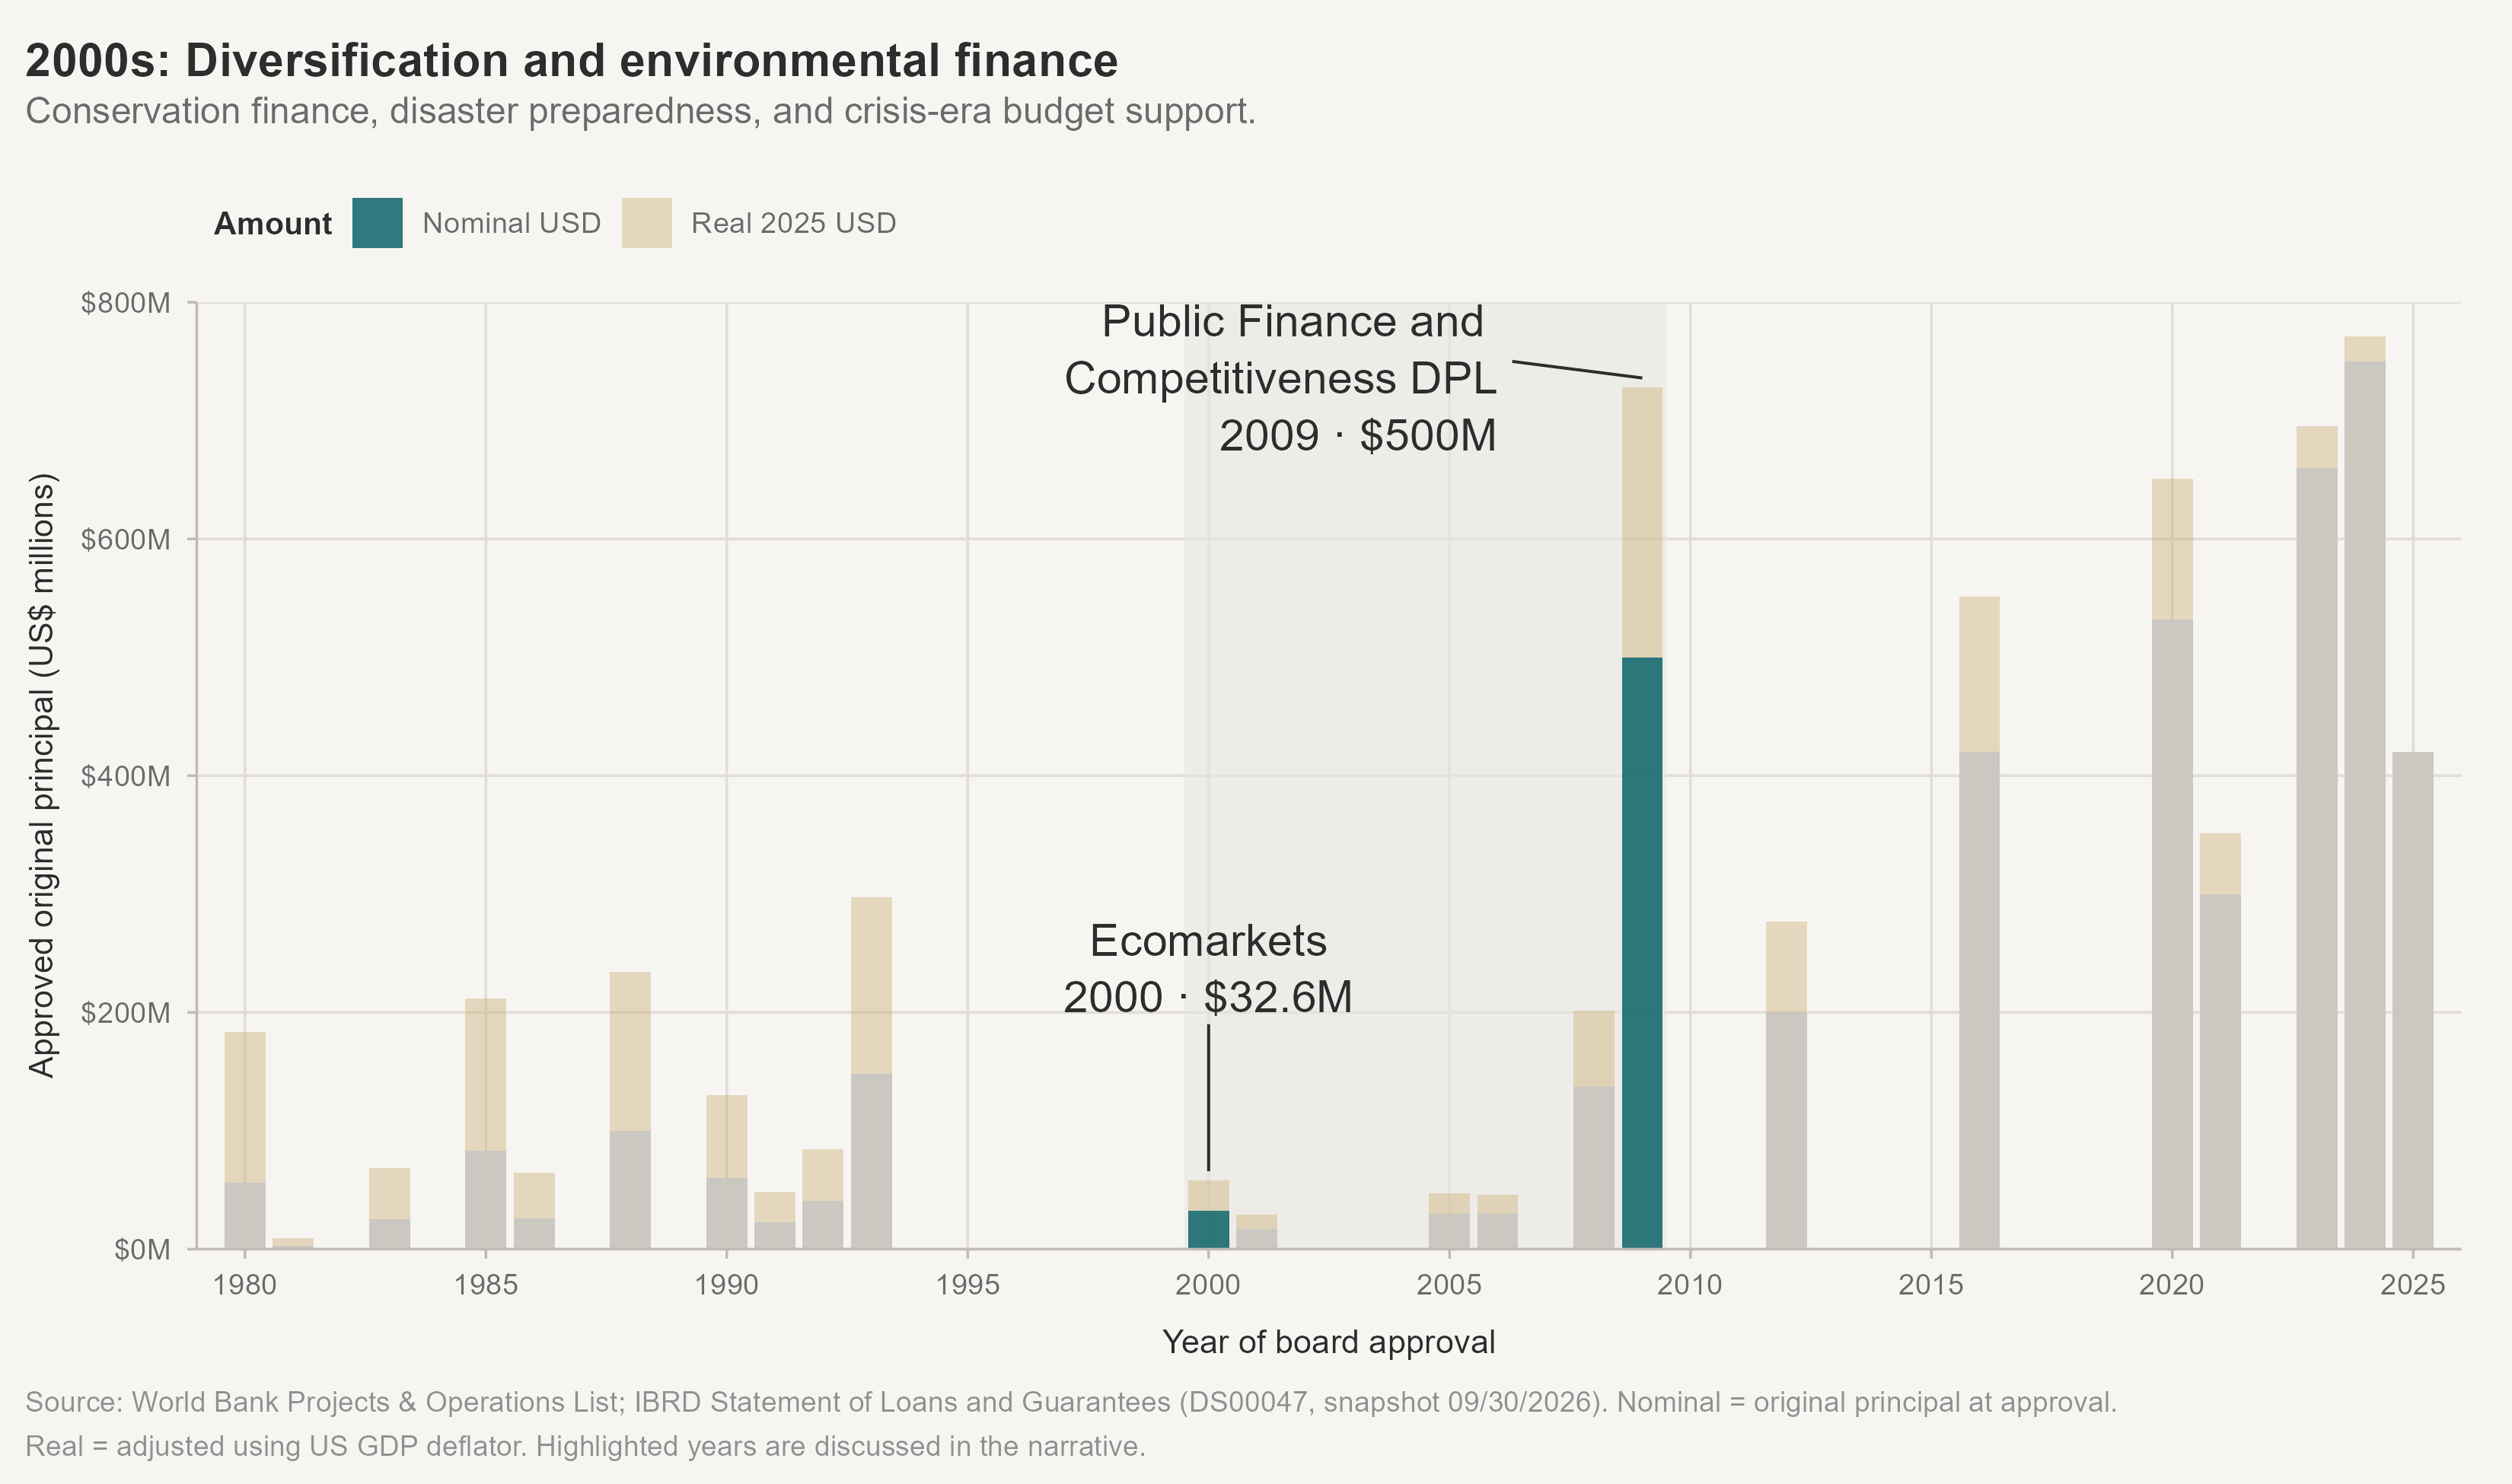 2000s: Diversification and environmental finance
Conservation finance, disaster preparedness, and crisis-era budget support.
Amount
Nominal USD
Real 2025 USD
Approved original principal (US$ millions)
$800M
$600M
$400M
$200M
$0M
Public Finance and
Competitiveness DPL
2009 · $500M
Ecomarkets
2000 · $32.6M
1980
1985
1990
1995
2000
2005
2010
2015
2020
2025
Year of board approval
Source: World Bank Projects & Operations List; IBRD Statement of Loans and Guarantees (DS00047, snapshot 09/30/2026). Nominal = original principal at approval.
Real = adjusted using US GDP deflator. Highlighted years are discussed in the narrative.